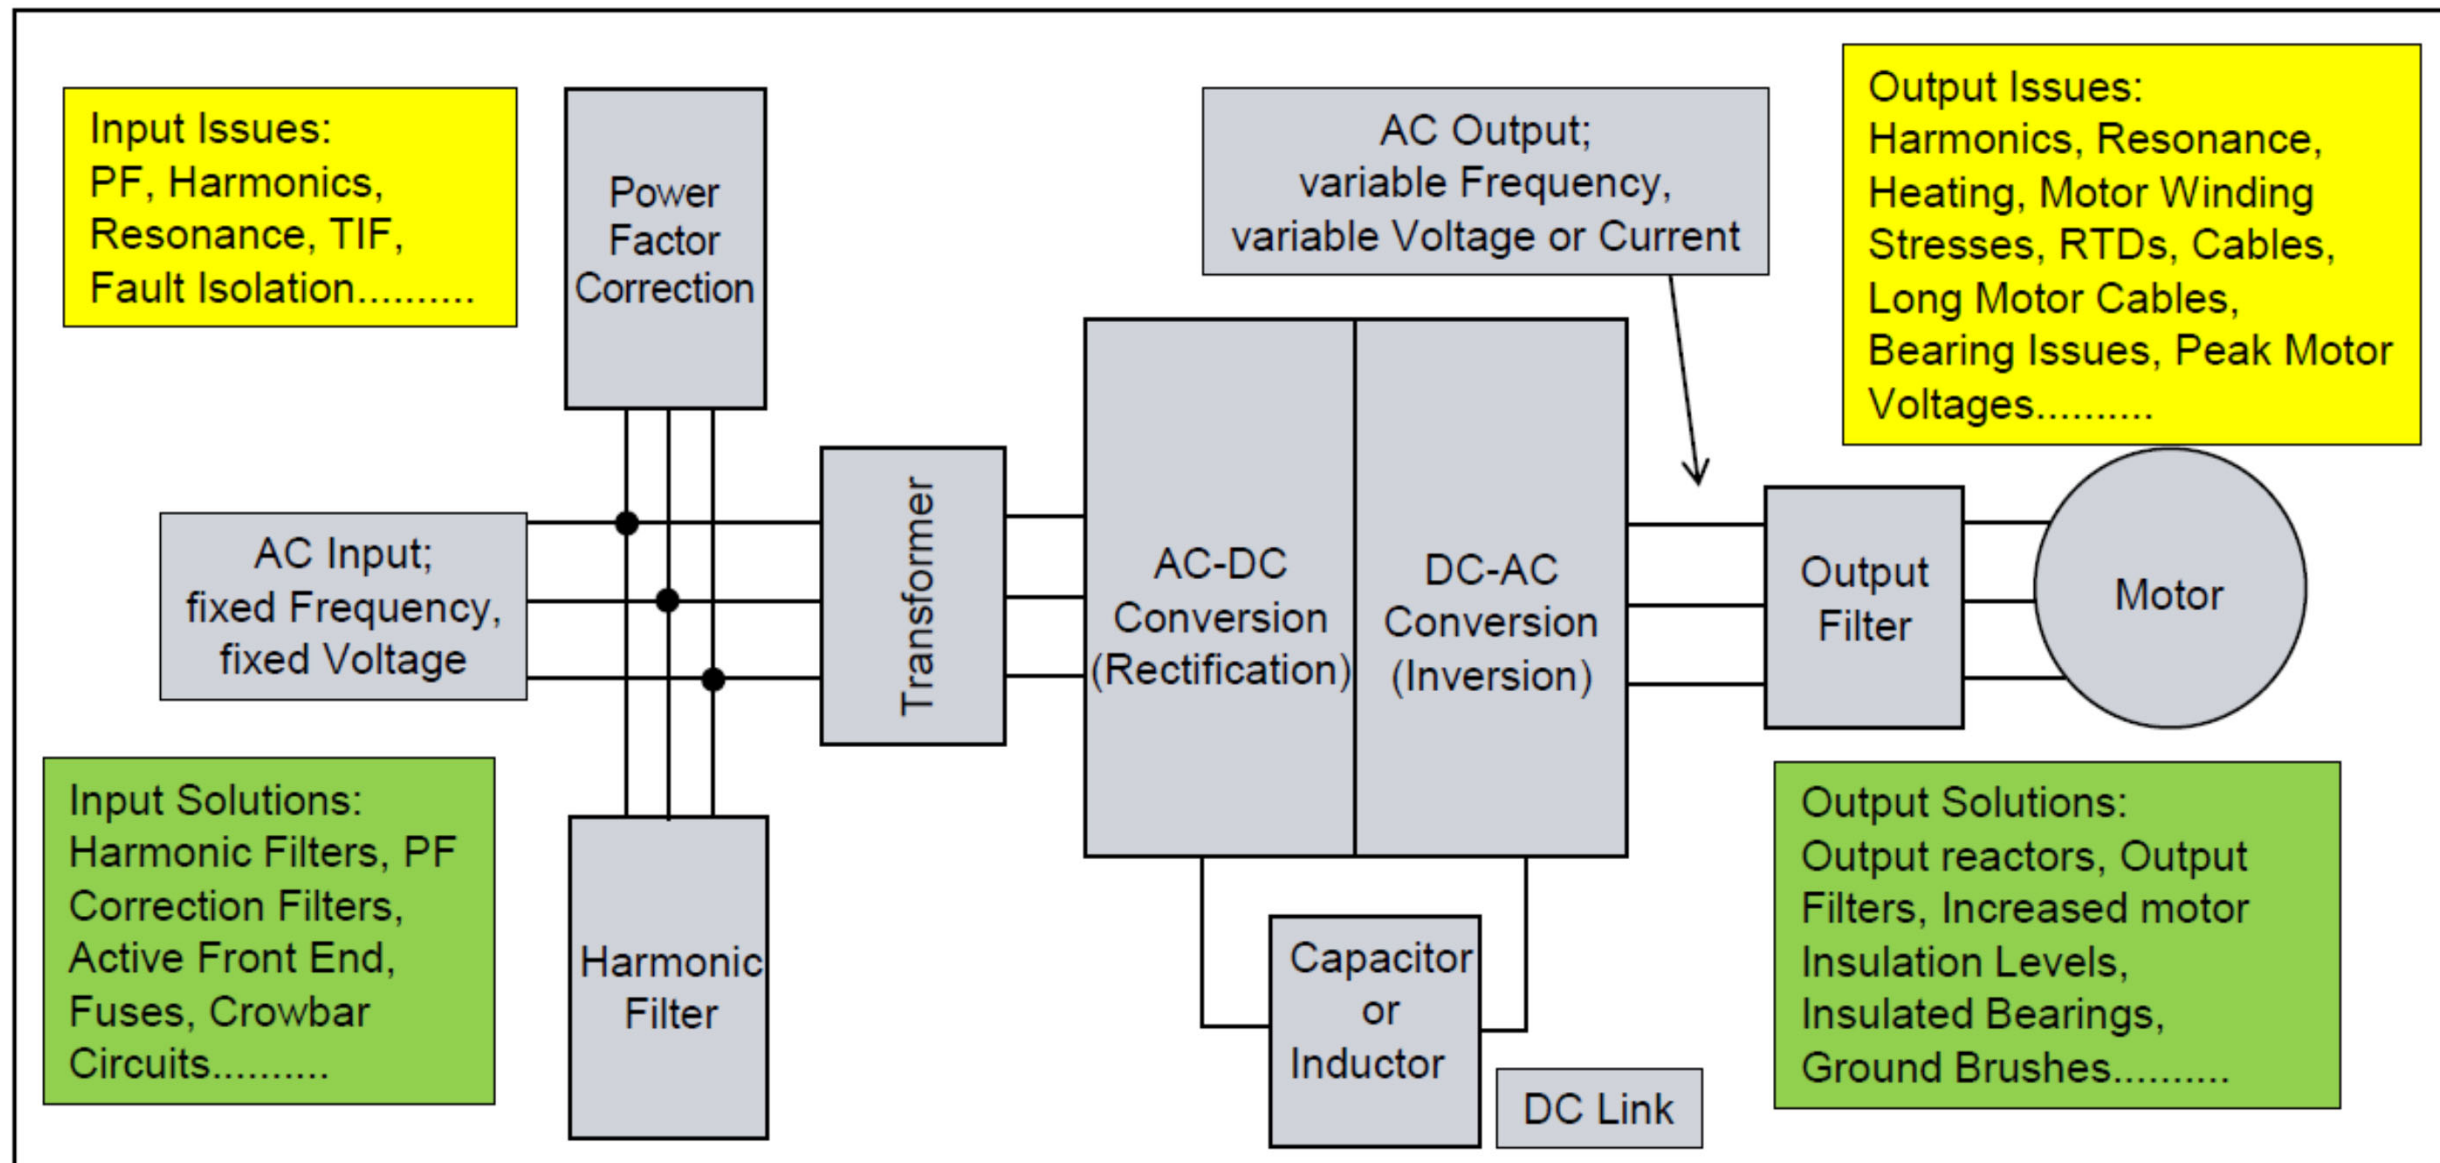 Input Issues:
PF, Harmonics,
Resonance, TIF,
Fault Isolation..........
Power
Factor
Correction
AC Output;
variable Frequency,
variable Voltage or Current
Output Issues:
Harmonics, Resonance,
Heating, Motor Winding
Stresses, RTDs, Cables,
Long Motor Cables,
Bearing Issues, Peak Motor
Voltages..........
AC Input;
fixed Frequency,
fixed Voltage
Transformer
AC-DC
Conversion
(Rectification)
DC-AC
Conversion
(Inversion)
Output
Filter
Motor
Input Solutions:
Harmonic Filters, PF
Correction Filters,
Active Front End,
Fuses, Crowbar
Circuits..........
Harmonic
Filter
Capacitor
or
Inductor
DC Link
Output Solutions:
Output reactors, Output
Filters, Increased motor
Insulation Levels,
Insulated Bearings,
Ground Brushes..........